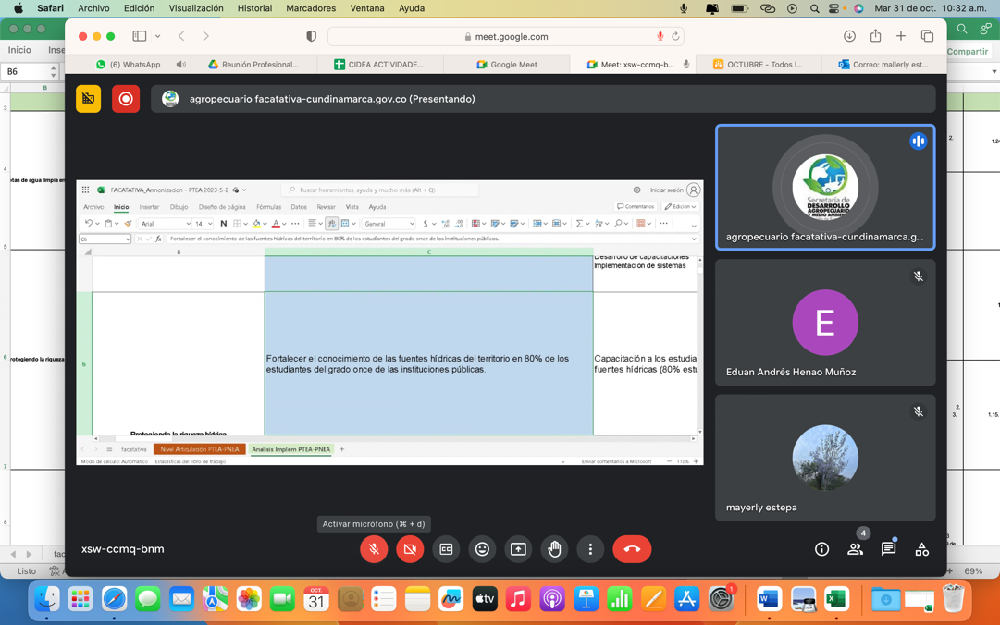 Safari Archivo Edición Visualización Historial Marcadores Ventana Ayuda Mar 31 de oct. 10:32 a.m.
meet.google.com
Inicio Inse
Compartir
B6
(6) WhatsApp Reunión Profesional... CIDEA ACTIVIDADE... Google Meet Meet: xsw-ccmq-b... OCTUBRE - Todos l... Correo: mallerly est...
B
agropecuario facatativa-cundinamarca.gov.co (Presentando)
3
2.
1.24
4
otas de agua limpia en
5
6
rotegiendo la riqueza
2.
3.
1.15.
7
8
FACATATIVA_Armonizacion - PTEA 2023-5-2
Buscar herramientas, ayuda y mucho más (Alt + Q)
Iniciar sesión
Archivo Inicio Insertar Dibujo Diseño de página Fórmulas Datos Revisar Vista Ayuda
Comentarios Edición
Arial 14 N A General $
C6 fx Fortalecer el conocimiento de las fuentes hídricas del territorio en 80% de los estudiantes del grado once de las instituciones públicas.
B C
Desarrollo de capacitaciones
Implementación de sistemas
6
Fortalecer el conocimiento de las fuentes hídricas del territorio en 80% de los
estudiantes del grado once de las instituciones públicas.
Capacitación a los estudia
fuentes hídricas (80% est
Protegiendo la riqueza hídrica
facatativa Nivel Articulación PTEA-PNEA Analisis Implem PTEA-PNEA +
Modo de cálculo: Automático Estadísticas del libro de trabajo
Enviar comentarios a Microsoft − 110% +
Secretaría de
DESARROLLO
AGROPECUARIO
Y MEDIO AMBIENTE
agropecuario facatativa-cundinamarca.g...
E
Eduan Andrés Henao Muñoz
mayerly estepa
Activar micrófono (⌘ + d)
xsw-ccmq-bnm
4
fac
Listo
69%
OCT.
31
tv
1
W
X